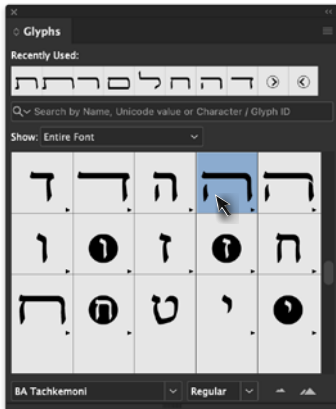 Glyphs
Recently Used:
ת ת ר ם ל ח ה ד › ‹
Search by Name, Unicode value or Character / Glyph ID
Show: Entire Font
ד ד ה ה ה
ו ו ז ז ח
ח ח ט י י
BA Tachkemoni Regular